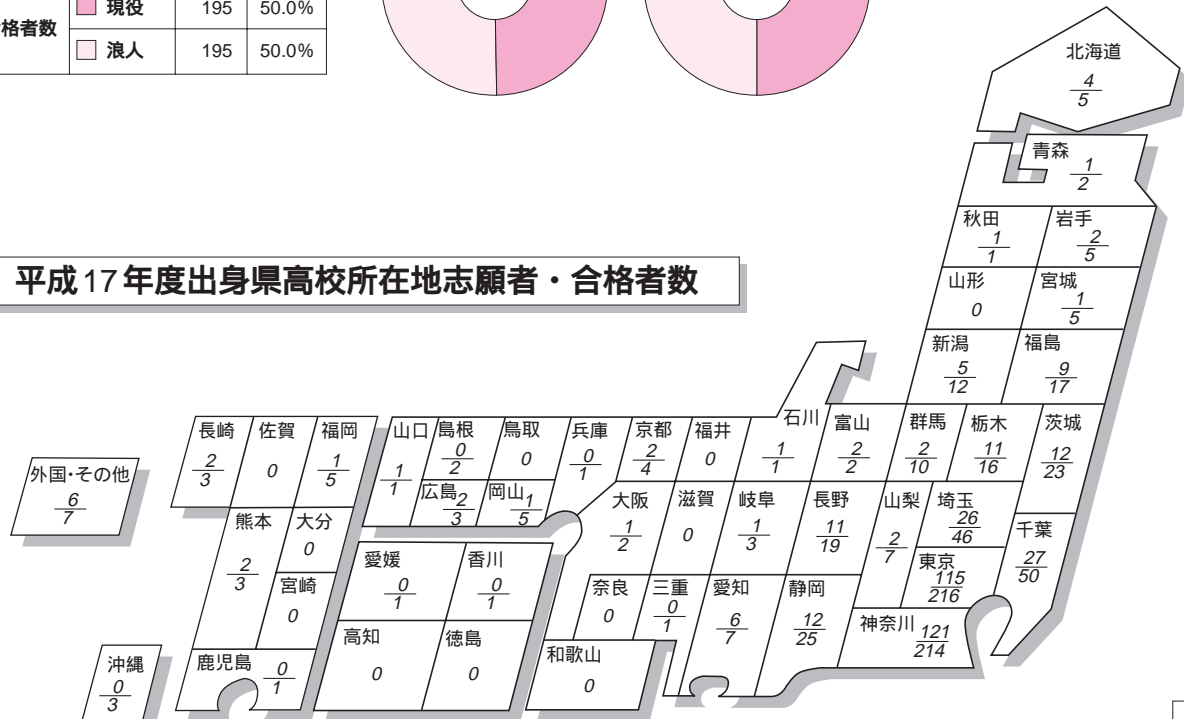 格者数
現役 195 50.0%
浪人 195 50.0%
平成17年度出身県高校所在地志願者・合格者数
北海道
4
5
青森
1
2
秋田
1
1
岩手
2
5
山形
0
宮城
1
5
新潟
5
12
福島
9
17
長崎
2
3
佐賀
0
福岡
1
5
山口
1
1
島根
0
2
鳥取
0
兵庫
0
1
京都
2
4
福井
0
石川
1
1
富山
2
2
群馬
2
10
栃木
11
16
茨城
12
23
外国・その他
6
7
広島
2
3
岡山
1
5
大阪
1
2
滋賀
0
岐阜
1
3
長野
11
19
山梨
2
7
埼玉
26
46
熊本
2
3
大分
0
千葉
27
50
東京
115
216
愛媛
0
1
香川
0
1
宮崎
0
奈良
0
三重
0
1
愛知
6
7
静岡
12
25
神奈川
121
214
高知
0
徳島
0
和歌山
0
沖縄
0
3
鹿児島
0
1